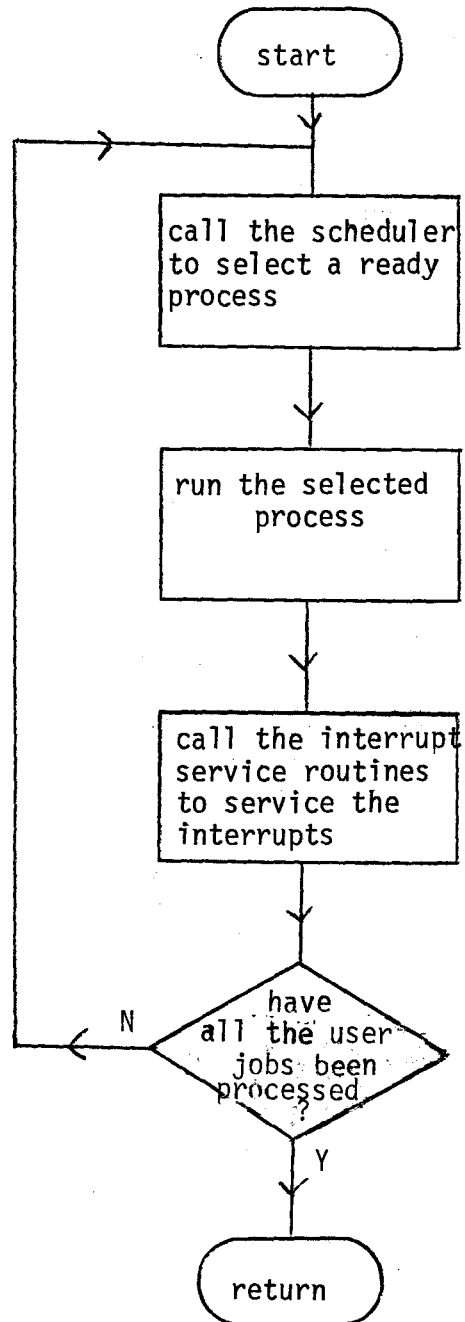 start
call the scheduler
to select a ready
process
run the selected
process
call the interrupt
service routines
to service the
interrupts
have
all the user
jobs been
processed
?
N
Y
return